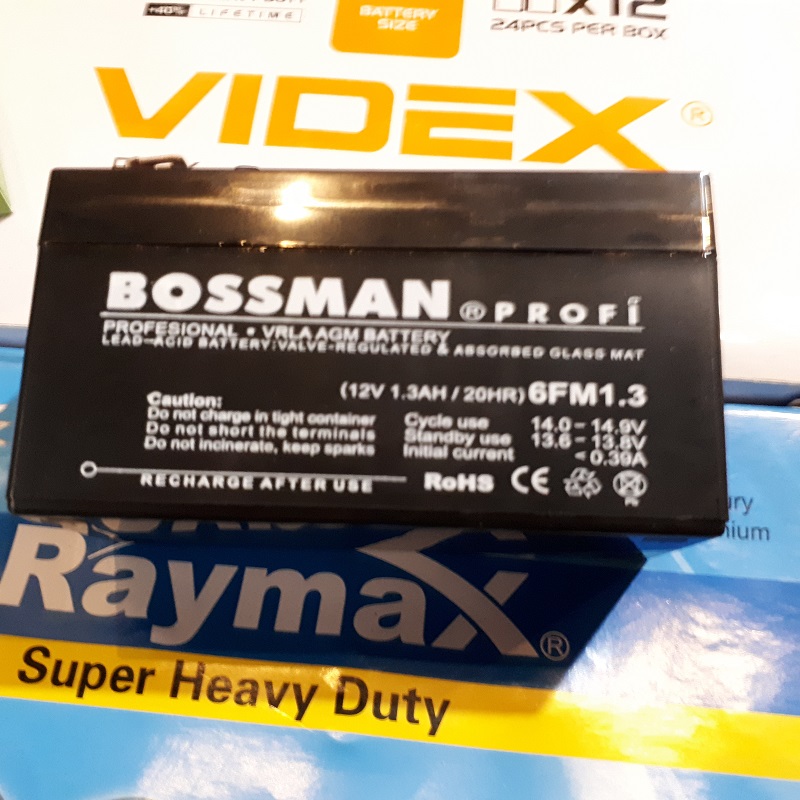 +40% LIFETIME
BATTERY
SIZE
X12
24PCS PER BOX
VIDEX ®
BOSSMAN ® PROFi
PROFESIONAL • VRLA AGM BATTERY
LEAD-ACID BATTERY:VALVE-REGULATED & ABSORBED GLASS MAT
(12V 1.3AH / 20HR) 6FM1.3
Caution:
Do not charge in tight container
Do not short the terminals
Do not incinerate, keep sparks
Cycle use 14.0 - 14.9V
Standby use 13.6 - 13.8V
Initial current < 0.39A
RECHARGE AFTER USE
RoHS CE
Pb
Raymax ®
Super Heavy Duty